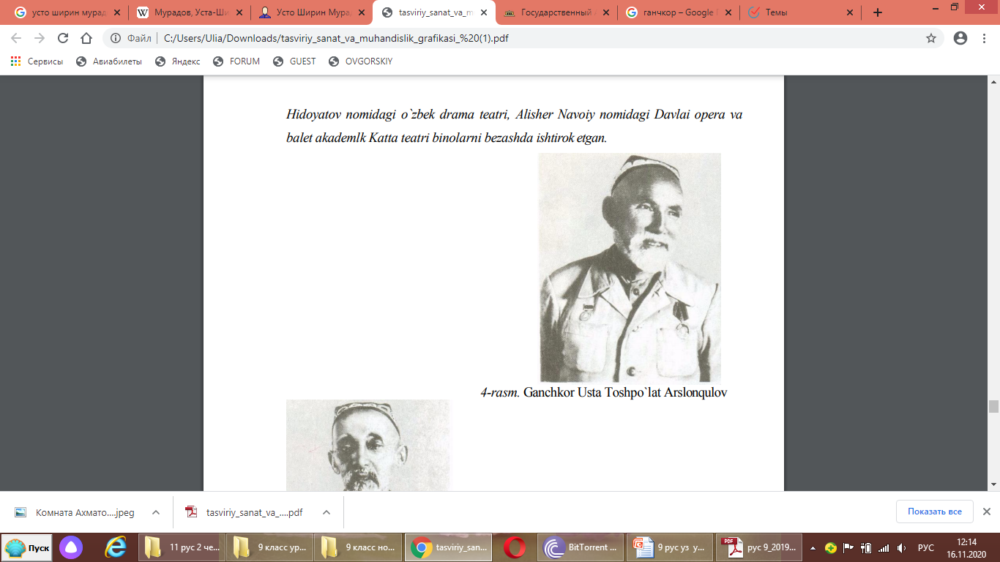 усто ширин мурад
Мурадов, Уста-Ши
Усто Ширин Мура
tasviriy_sanat_va_m
Государственный
ганчкор – Google
Темы
Файл
C:/Users/Ulia/Downloads/tasviriy_sanat_va_muhandislik_grafikasi_%20(1).pdf
Сервисы
Авиабилеты
Яндекс
FORUM
GUEST
OVGORSKIY
Hidoyatov nomidagi o`zbek drama teatri, Alisher Navoiy nomidagi Davlai opera va
balet akademlk Katta teatri binolarni bezashda ishtirok etgan.
4-rasm. Ganchkor Usta Toshpo`lat Arslonqulov
Комната Ахмато....jpeg
tasviriy_sanat_va_....pdf
Показать все
Пуск
11 рус 2 че...
9 класс ур...
9 класс но...
tasviriy_san...
BitTorrent ...
9 рус уз у...
рус 9_2019...
РУС
12:14
16.11.2020